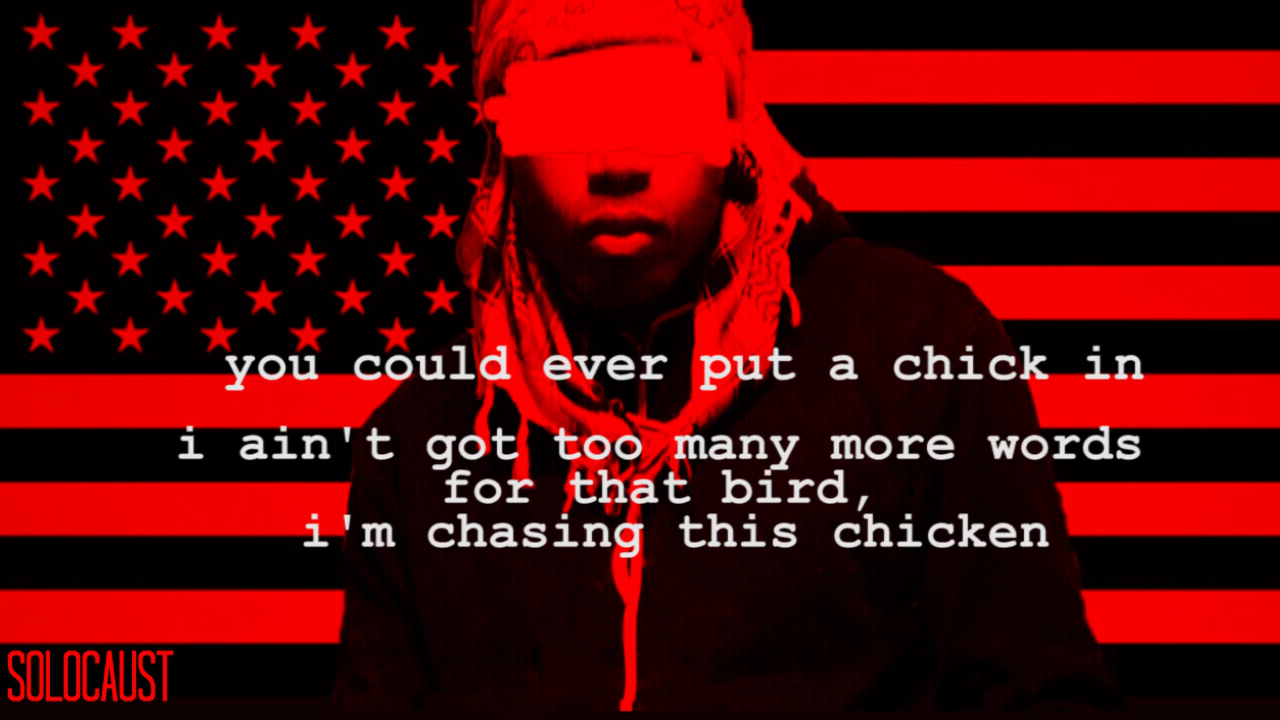 you could ever put a chick in
i ain't got too many more words
for that bird,
i'm chasing this chicken
SOLOCAUST